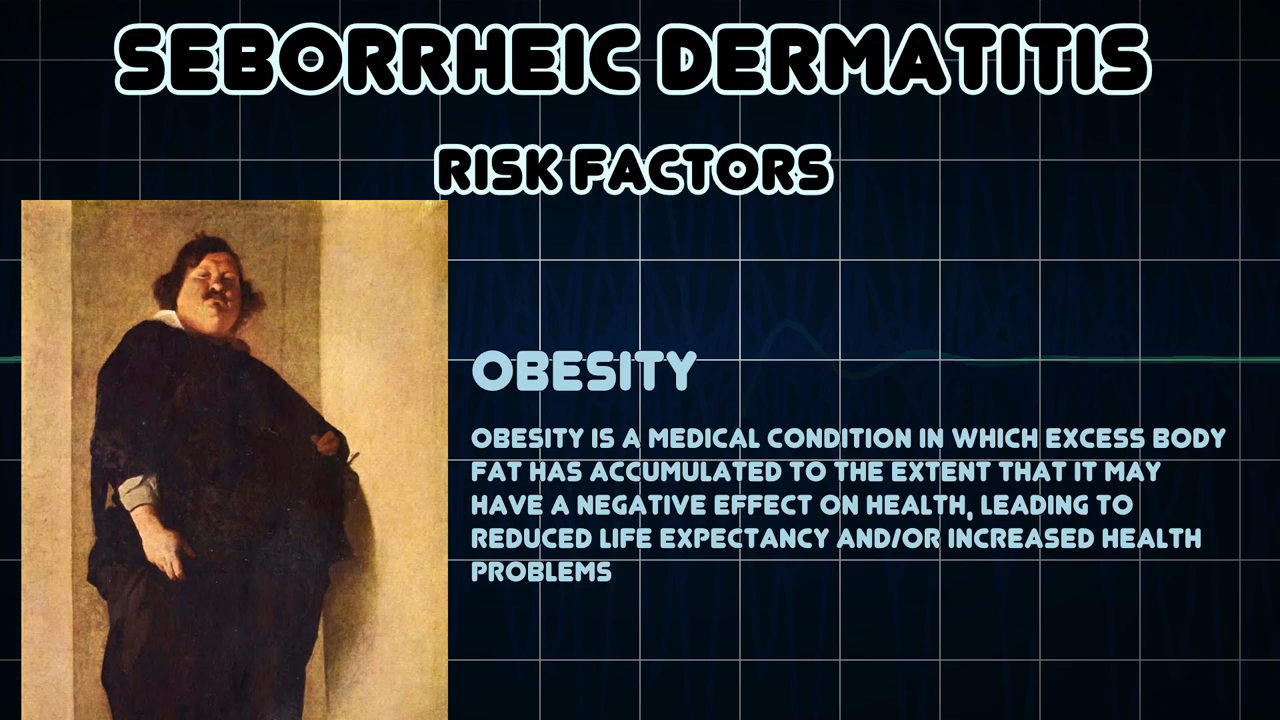 SEBORRHEIC DERMATITIS
RISK FACTORS
OBESITY
OBESITY IS A MEDICAL CONDITION IN WHICH EXCESS BODY
FAT HAS ACCUMULATED TO THE EXTENT THAT IT MAY
HAVE A NEGATIVE EFFECT ON HEALTH, LEADING TO
REDUCED LIFE EXPECTANCY AND/OR INCREASED HEALTH
PROBLEMS